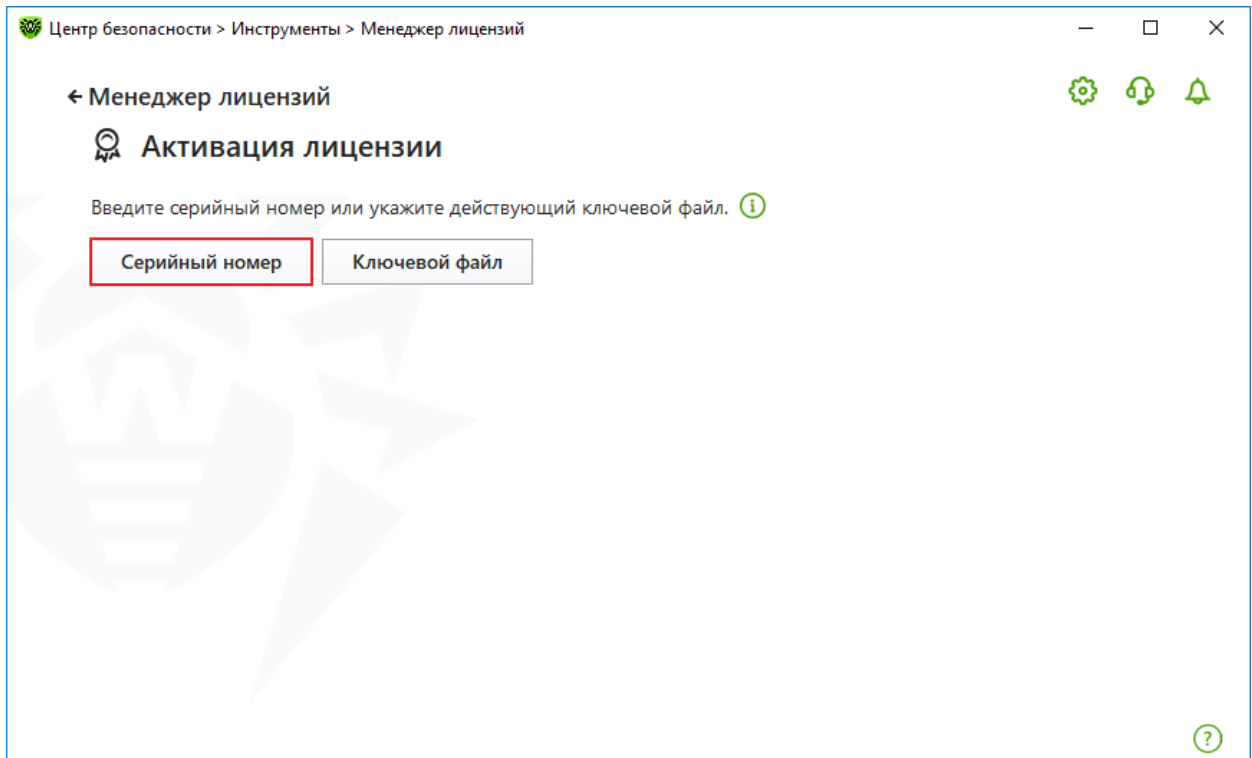 Центр безопасности > Инструменты > Менеджер лицензий
Менеджер лицензий
Активация лицензии
Введите серийный номер или укажите действующий ключевой файл.
Серийный номер
Ключевой файл